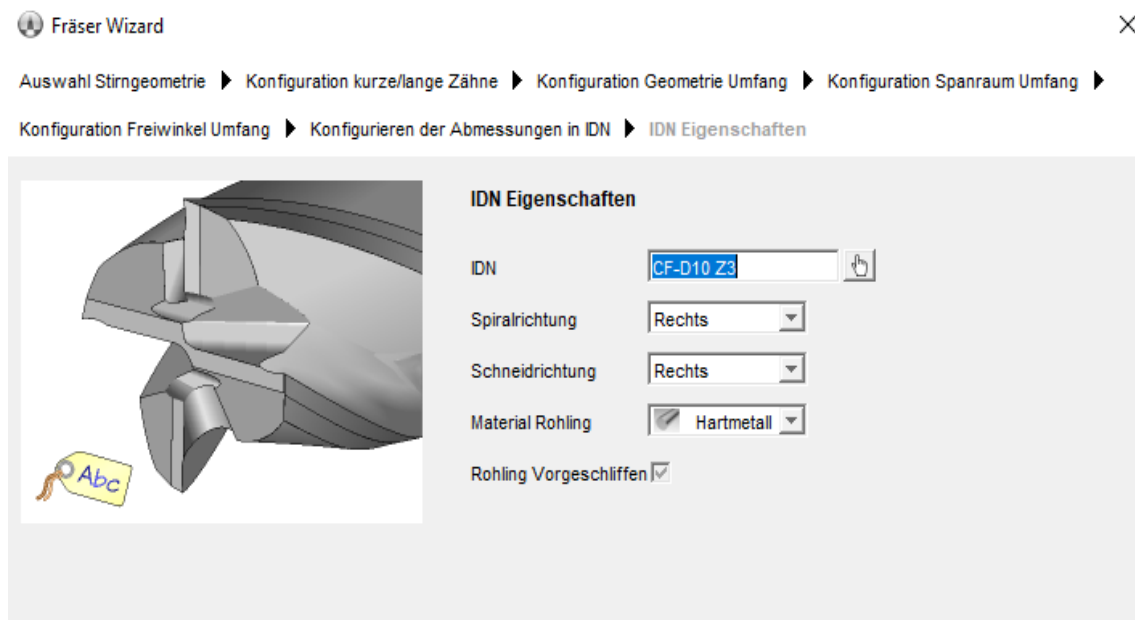 Fräser Wizard
Auswahl Stirngeometrie ▶ Konfiguration kurze/lange Zähne ▶ Konfiguration Geometrie Umfang ▶ Konfiguration Spanraum Umfang ▶
Konfiguration Freiwinkel Umfang ▶ Konfigurieren der Abmessungen in IDN ▶ IDN Eigenschaften
IDN Eigenschaften
IDN CF-D10 Z3
Spiralrichtung Rechts
Schneidrichtung Rechts
Material Rohling Hartmetall
Rohling Vorgeschliffen
Abc